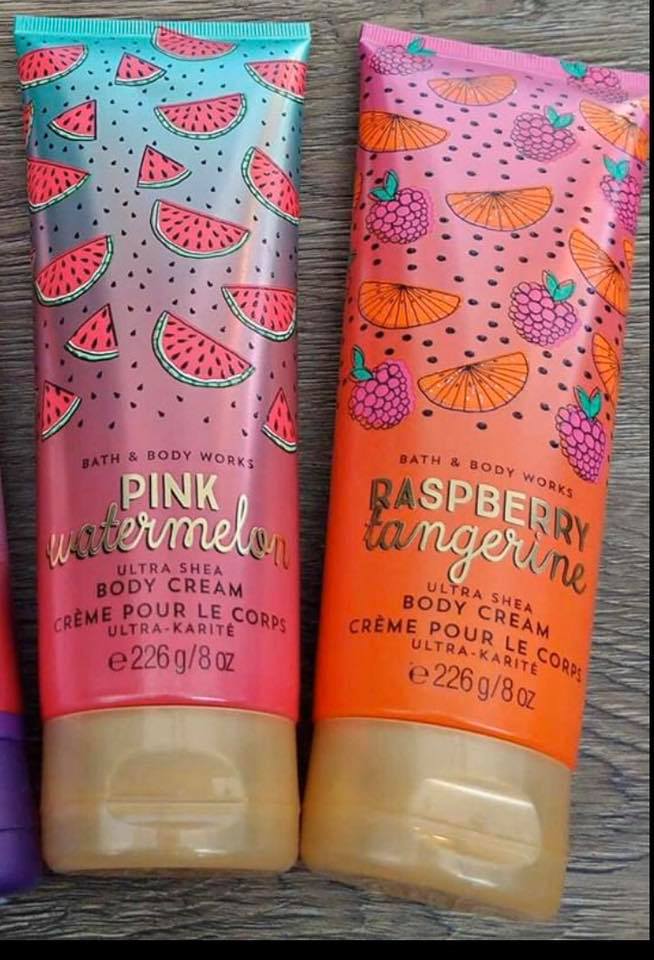 BATH & BODY WORKS
PINK
watermelon
ULTRA SHEA
BODY CREAM
CRÈME POUR LE CORPS
ULTRA-KARITÉ
e 226 g/8 oz
BATH & BODY WORKS
RASPBERRY
tangerine
ULTRA SHEA
BODY CREAM
CRÈME POUR LE CORPS
ULTRA-KARITÉ
e 226 g/8 oz